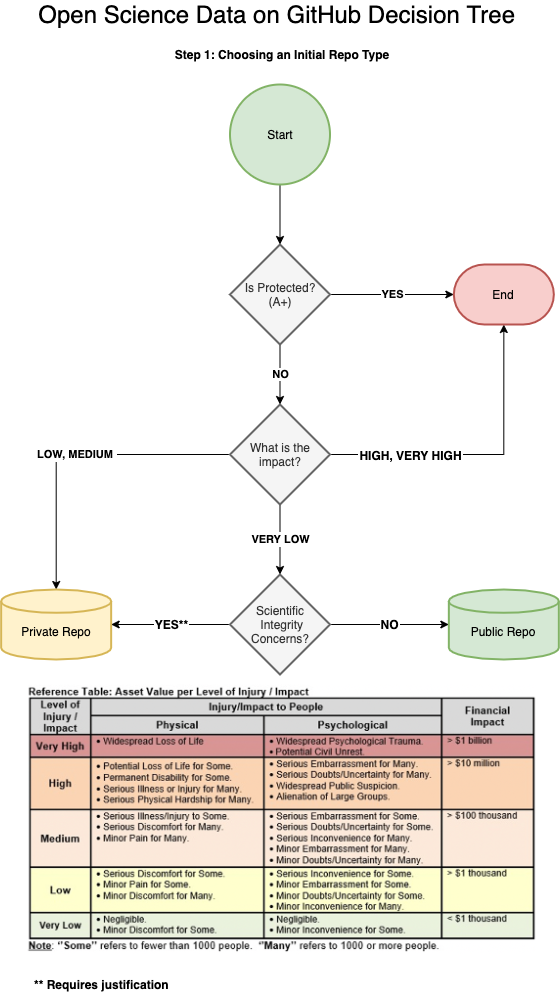 Open Science Data on GitHub Decision Tree
Step 1: Choosing an Initial Repo Type
Start
Is Protected?
(A+)
YES
End
NO
What is the
impact?
LOW, MEDIUM
HIGH, VERY HIGH
VERY LOW
Scientific
Integrity
Concerns?
YES**
Private Repo
NO
Public Repo
Reference Table: Asset Value per Level of Injury / Impact
Level of
Injury /
Impact
Injury/Impact to People
Financial
Impact
Physical
Psychological
Very High
• Widespread Loss of Life
• Widespread Psychological Trauma.
• Potential Civil Unrest.
> $1 billion
High
• Potential Loss of Life for Some.
• Permanent Disability for Some.
• Serious Illness or Injury for Many.
• Serious Physical Hardship for Many.
• Serious Embarrassment for Many.
• Serious Doubts/Uncertainty for Many.
• Widespread Public Suspicion.
• Alienation of Large Groups.
> $10 million
Medium
• Serious Illness/Injury to Some.
• Serious Discomfort for Many.
• Minor Pain for Many.
• Serious Embarrassment for Some.
• Serious Doubts/Uncertainty for Some.
• Serious Inconvenience for Many.
• Minor Embarrassment for Many.
• Minor Doubts/Uncertainty for Many.
> $100 thousand
Low
• Serious Discomfort for Some.
• Minor Pain for Some.
• Minor Discomfort for Many.
• Serious Inconvenience for Some.
• Minor Embarrassment for Some.
• Minor Doubts/Uncertainty for Some.
• Minor Inconvenience for Many.
> $1 thousand
Very Low
• Negligible.
• Minor Discomfort for Some.
• Negligible.
• Minor Inconvenience for Some.
< $1 thousand
Note: "Some" refers to fewer than 1000 people. "Many" refers to 1000 or more people.
** Requires justification